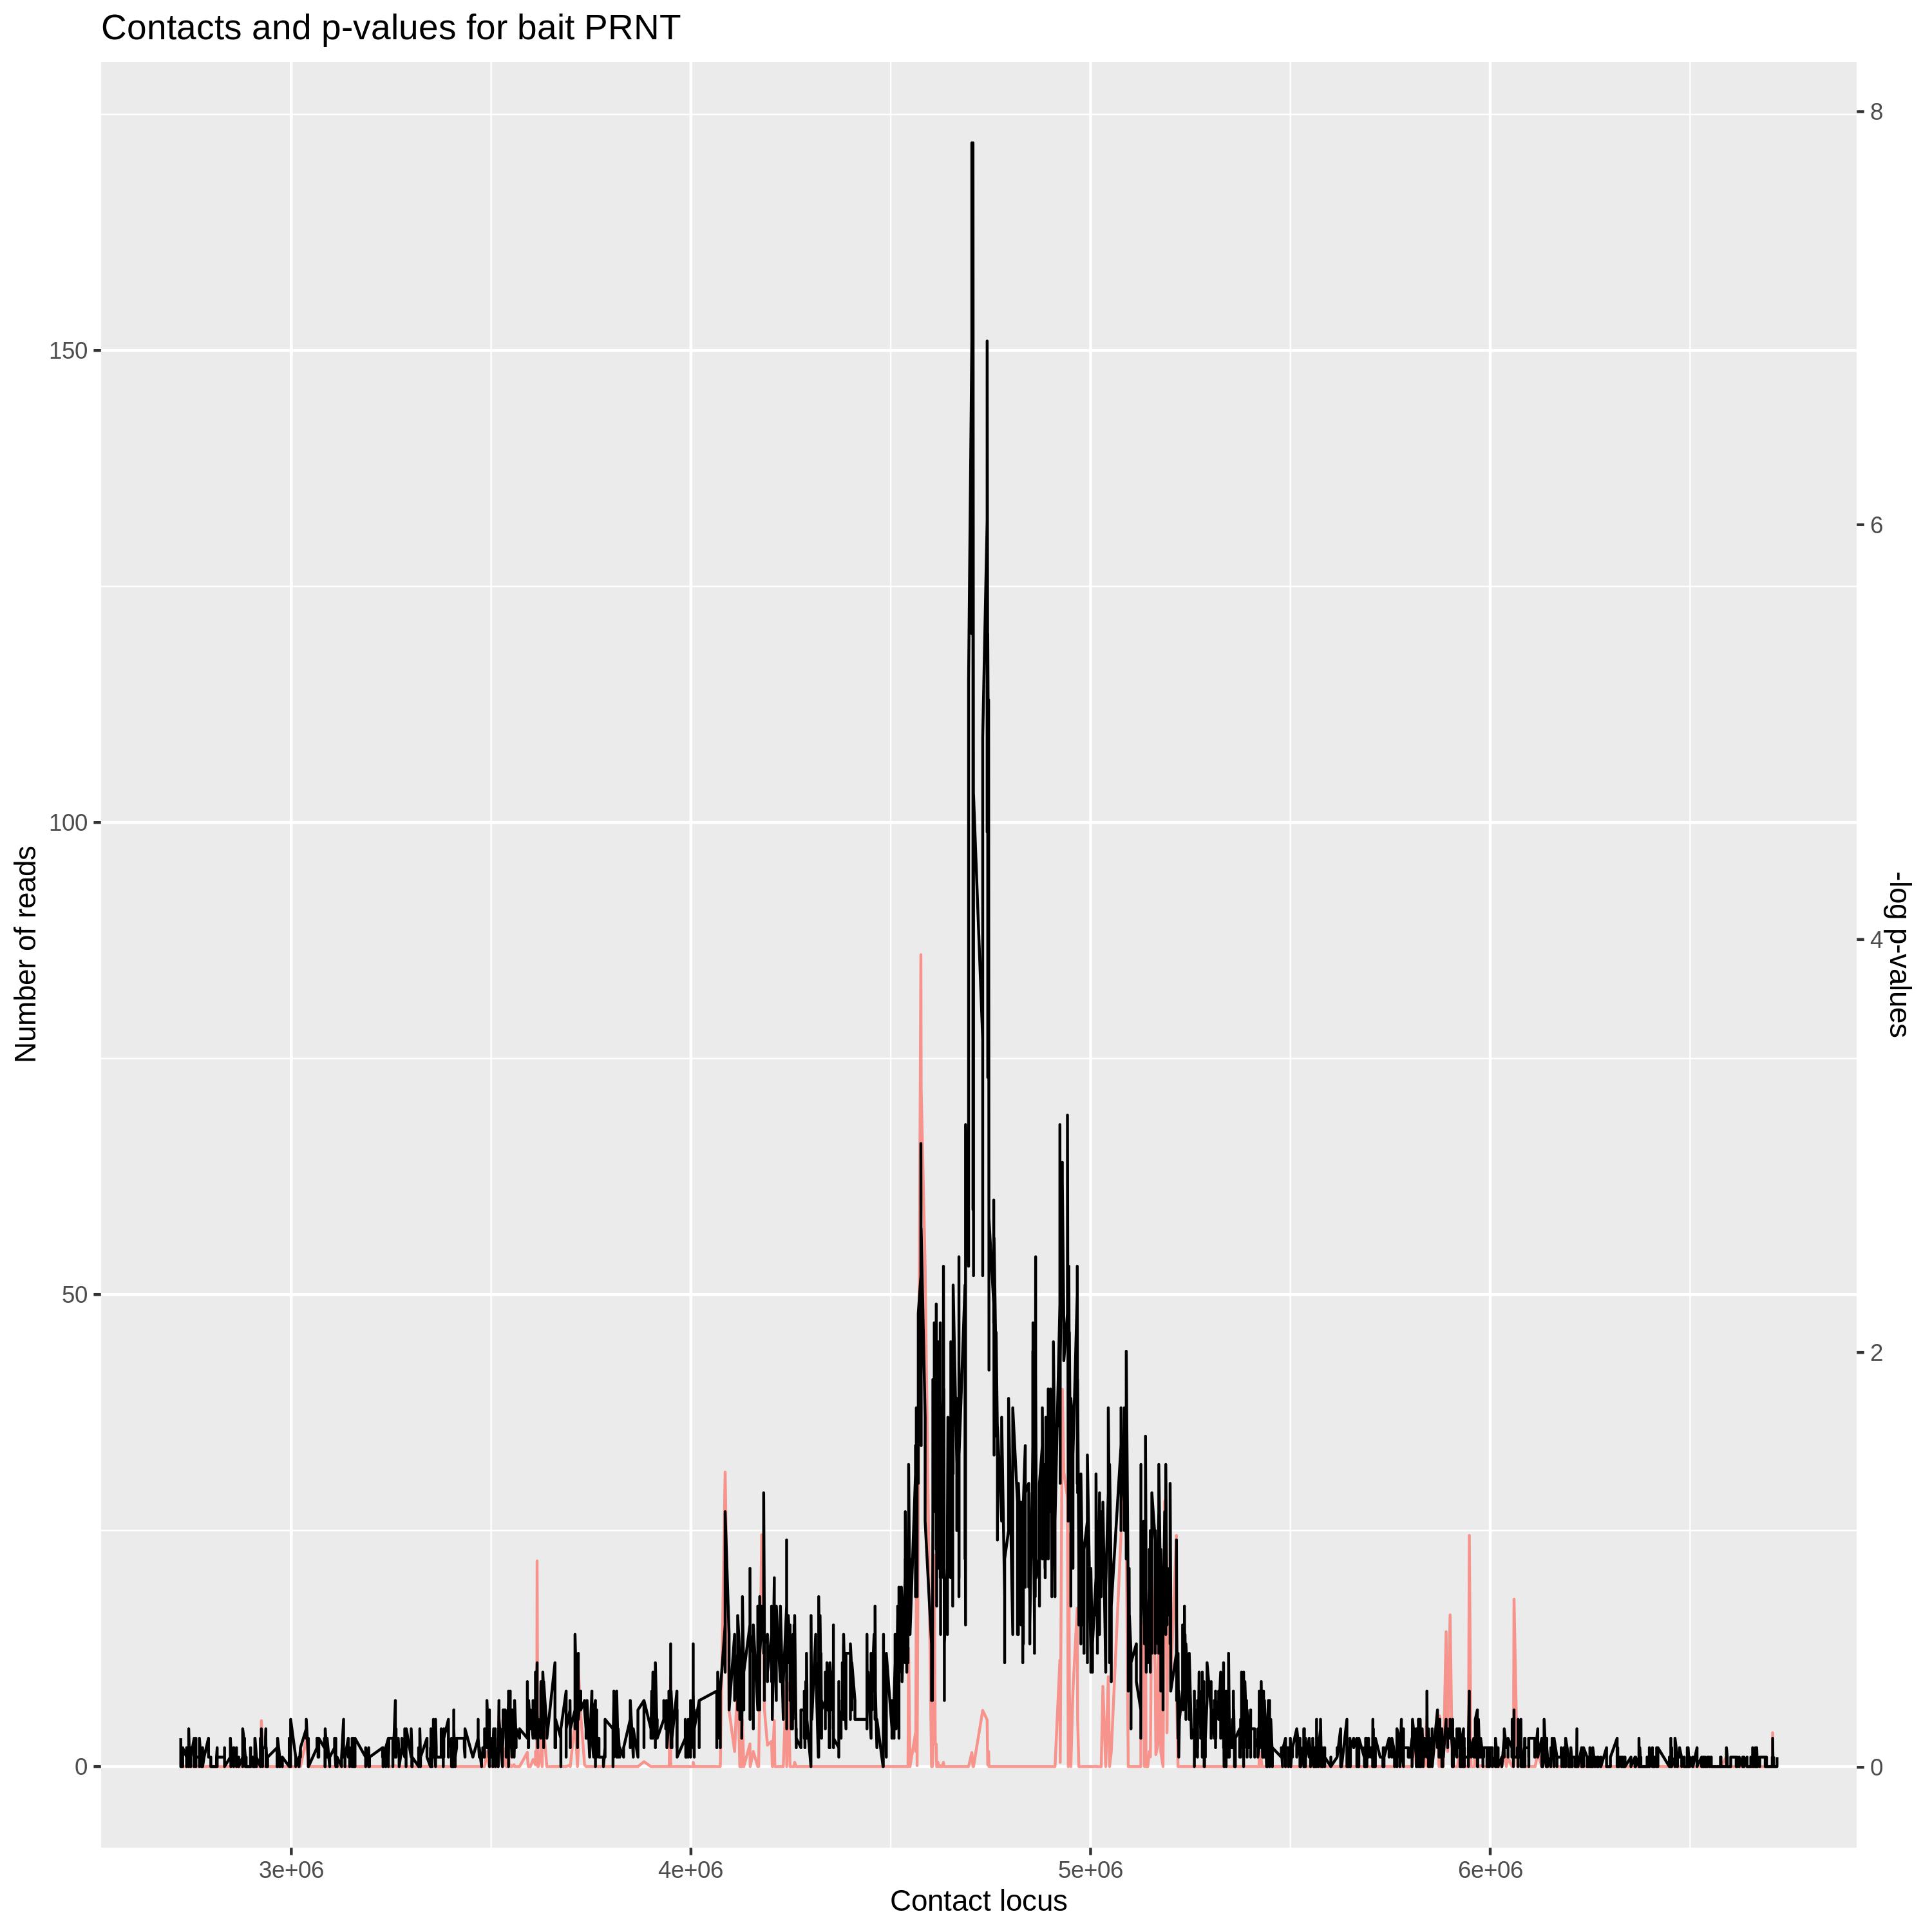 Contacts and p-values for bait PRNT
Number of reads
150
100
50
0
8
6
4
2
0
-log p-values
3e+06
4e+06
5e+06
6e+06
Contact locus